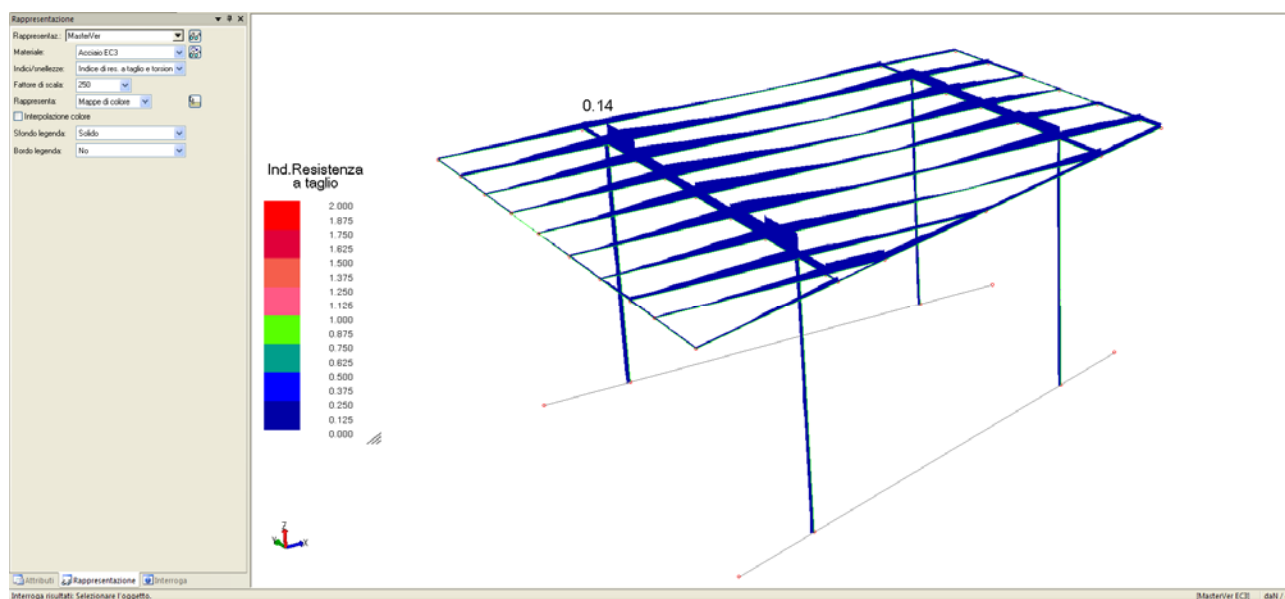 Rappresentazione
Rappresentaz.: MasterVer
Materiale: Acciaio EC3
Indici/snellezze: Indice di res. a taglio e torsion
Fattore di scala: 250
Rappresenta: Mappe di colore
Interpolazione colore
Sfondo legenda: Solido
Bordo legenda: No
0.14
Ind.Resistenza
a taglio
2.000
1.875
1.750
1.625
1.500
1.375
1.250
1.126
1.000
0.875
0.750
0.625
0.500
0.375
0.250
0.125
0.000
Z
Y X
Attributi Rappresentazione Interroga
Interroga risultati: Selezionare l'oggetto. [MasterVer EC3] daN /